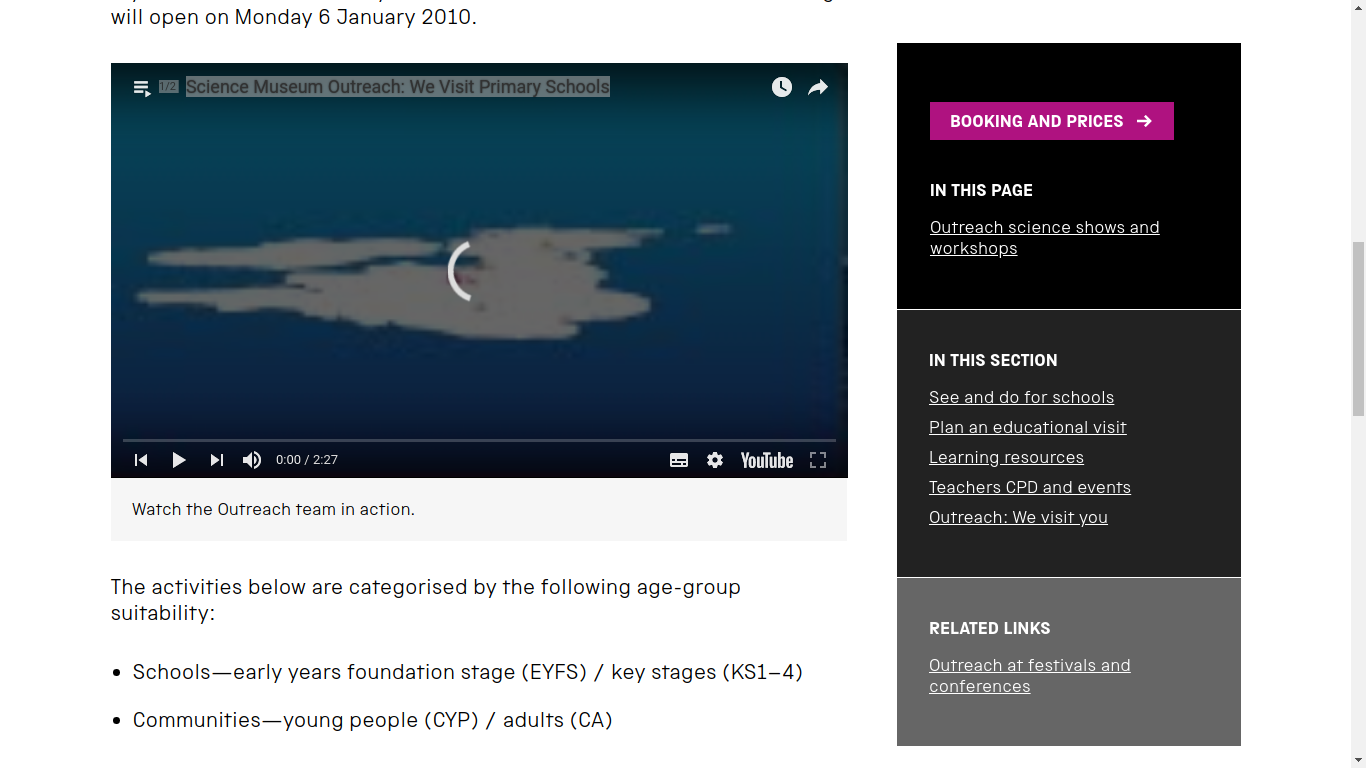 will open on Monday 6 January 2010.
1/2 Science Museum Outreach: We Visit Primary Schools
0:00 / 2:27
YouTube
Watch the Outreach team in action.
The activities below are categorised by the following age-group
suitability:
• Schools—early years foundation stage (EYFS) / key stages (KS1–4)
• Communities—young people (CYP) / adults (CA)
BOOKING AND PRICES →
IN THIS PAGE
Outreach science shows and
workshops
IN THIS SECTION
See and do for schools
Plan an educational visit
Learning resources
Teachers CPD and events
Outreach: We visit you
RELATED LINKS
Outreach at festivals and
conferences